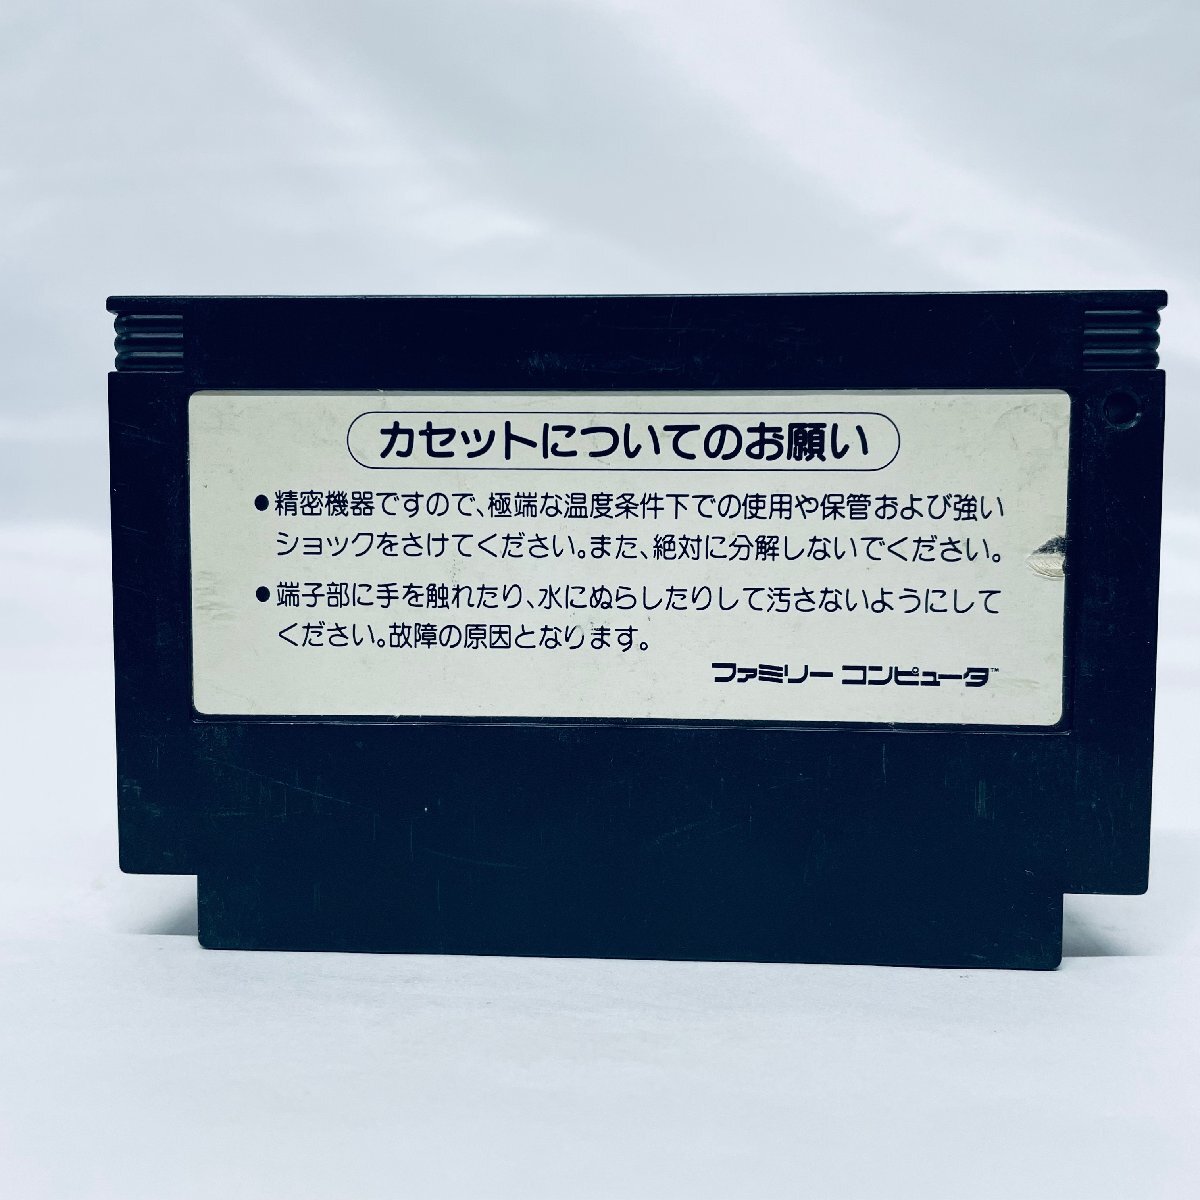 カセットについてのお願い
●精密機器ですので､極端な温度条件下での使用や保管および強い
ショックをさけてください｡また､絶対に分解しないでください｡
●端子部に手を触れたり､水にぬらしたりして汚さないようにして
ください｡故障の原因となります｡
ファミリー コンピュータ™